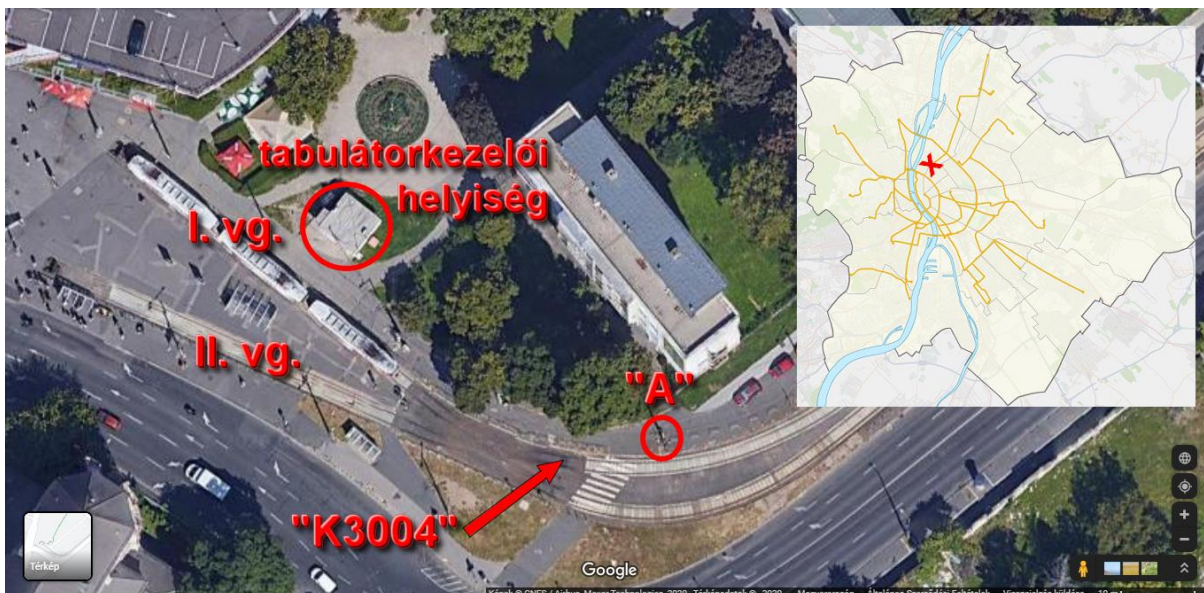 tabulátorkezelői
helyiség
I. vg.
II. vg.
"A"
"K3004"
Térkép
Google